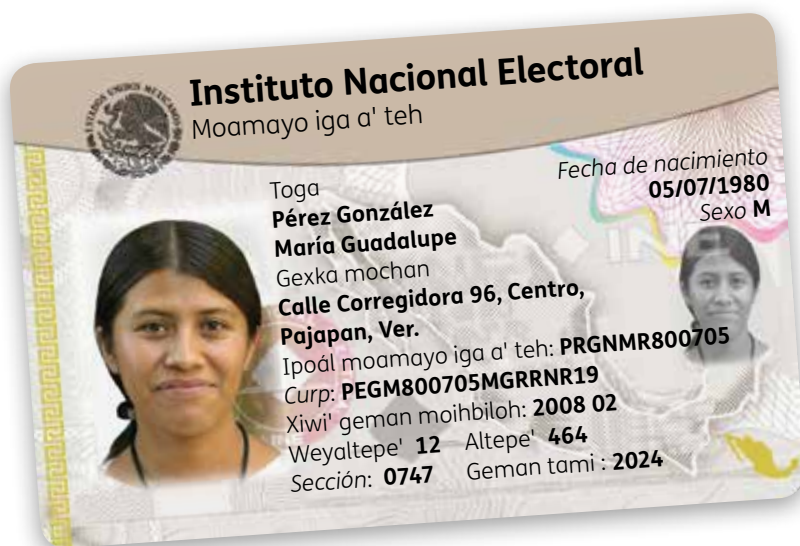 Instituto Nacional Electoral
Moamayo iga a' teh
Fecha de nacimiento
05/07/1980
Sexo M
Toga
Pérez González
María Guadalupe
Gexka mochan
Calle Corregidora 96, Centro,
Pajapan, Ver.
Ipoál moamayo iga a' teh: PRGNMR800705
Curp: PEGM800705MGRRNR19
Xiwi' geman moihbiloh: 2008 02
Weyaltepe' 12 Altepe' 464
Sección: 0747 Geman tami : 2024